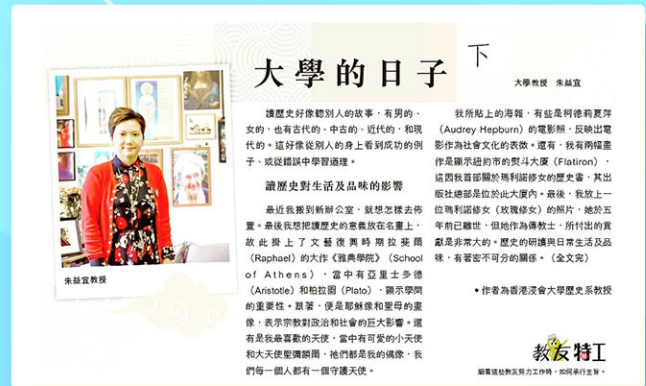 大學的日子 下
大學教授 朱益宜
讀歷史好像聽別人的故事,有男的、
女的,也有古代的、中古的、近代的、和現
代的。這好像從別人的身上看到成功的例
子、或從錯誤中學習道理。
讀歷史對生活及品味的影響
最近我搬到新辦公室,就想怎樣去佈
置。最後我想把讀歷史的意義放在名畫上,
故此掛上了文藝復興時期拉斐爾
(Raphael)的大作《雅典學院》(School
of Athens),當中有亞里士多德
(Aristotle)和柏拉圖(Plato),顯示學問
的重要性。跟著,便是耶穌像和聖母的畫
像,表示宗教對政治和社會的巨大影響。還
有是我最喜歡的天使,當中有可愛的小天使
和大天使聖彌額爾,祂們都是我的偶像,我
們每一個人都有一個守護天使。
我所貼上的海報,有些是柯德莉夏萍
(Audrey Hepburn)的電影照,反映出電
影作為社會文化的表徵。還有,我有兩幅畫
作是顯示紐約市的熨斗大廈(Flatiron),
這因我首部關於瑪利諾修女的歷史書,其出
版社總部是位於此大廈內。最後,我放上一
位瑪利諾修女(玫瑰修女)的照片,她於五
年前已離世,但她作為傳教士,所付出的貢
獻是非常大的。歷史的研讀與日常生活及品
味,有著密不可分的關係。(全文完)
•作者為香港浸會大學歷史系教授
朱益宜教授
教友特工
細看這些教友努力工作時,如何承行主旨。